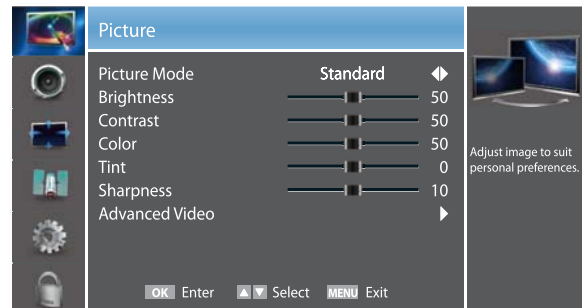 Picture
Picture Mode Standard
Brightness 50
Contrast 50
Color 50
Tint 0
Sharpness 10
Advanced Video
OK Enter ▲ ▼ Select MENU Exit
Adjust image to suit
personal preferences.